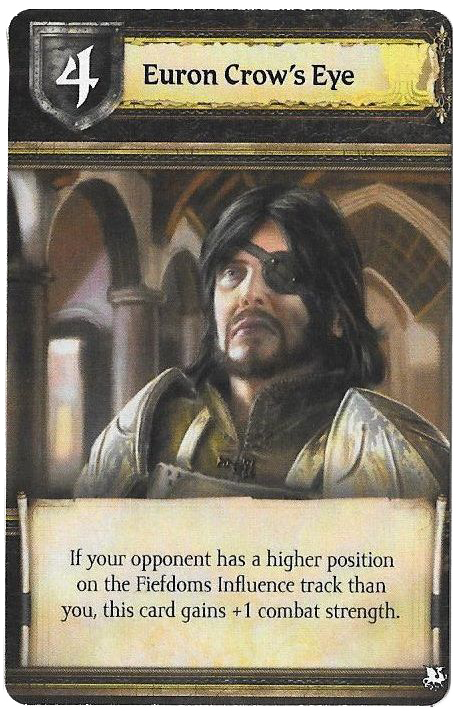 4
Euron Crow's Eye
If your opponent has a higher position
on the Fiefdoms Influence track than
you, this card gains +1 combat strength.